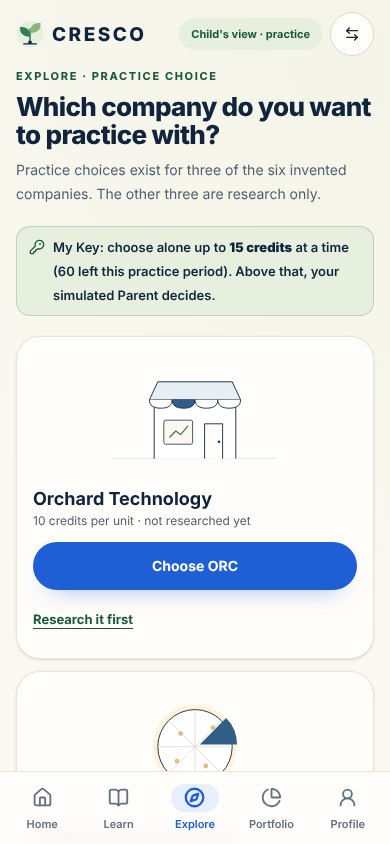 CRESCO
Child's view · practice
EXPLORE · PRACTICE CHOICE
Which company do you want
to practice with?
Practice choices exist for three of the six invented
companies. The other three are research only.
My Key: choose alone up to 15 credits at a time
(60 left this practice period). Above that, your
simulated Parent decides.
Orchard Technology
10 credits per unit · not researched yet
Choose ORC
Research it first
Home
Learn
Explore
Portfolio
Profile